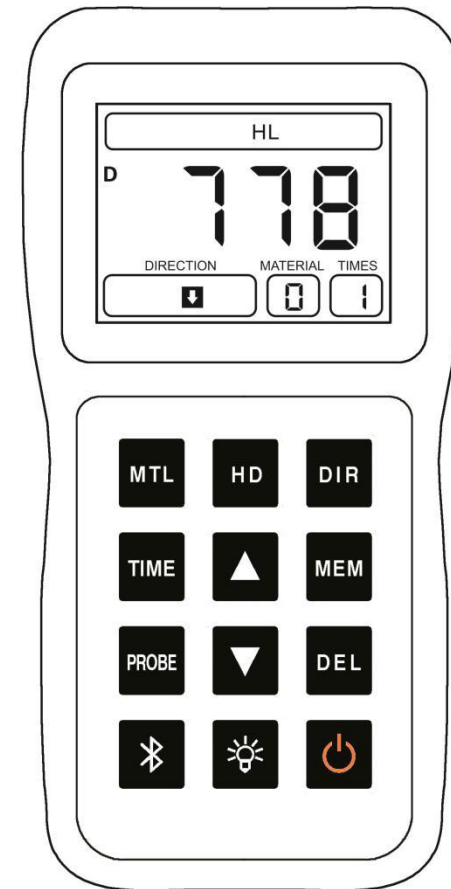 HL
D 778
DIRECTION MATERIAL TIMES
0 1
MTL HD DIR
TIME MEM
PROBE DEL